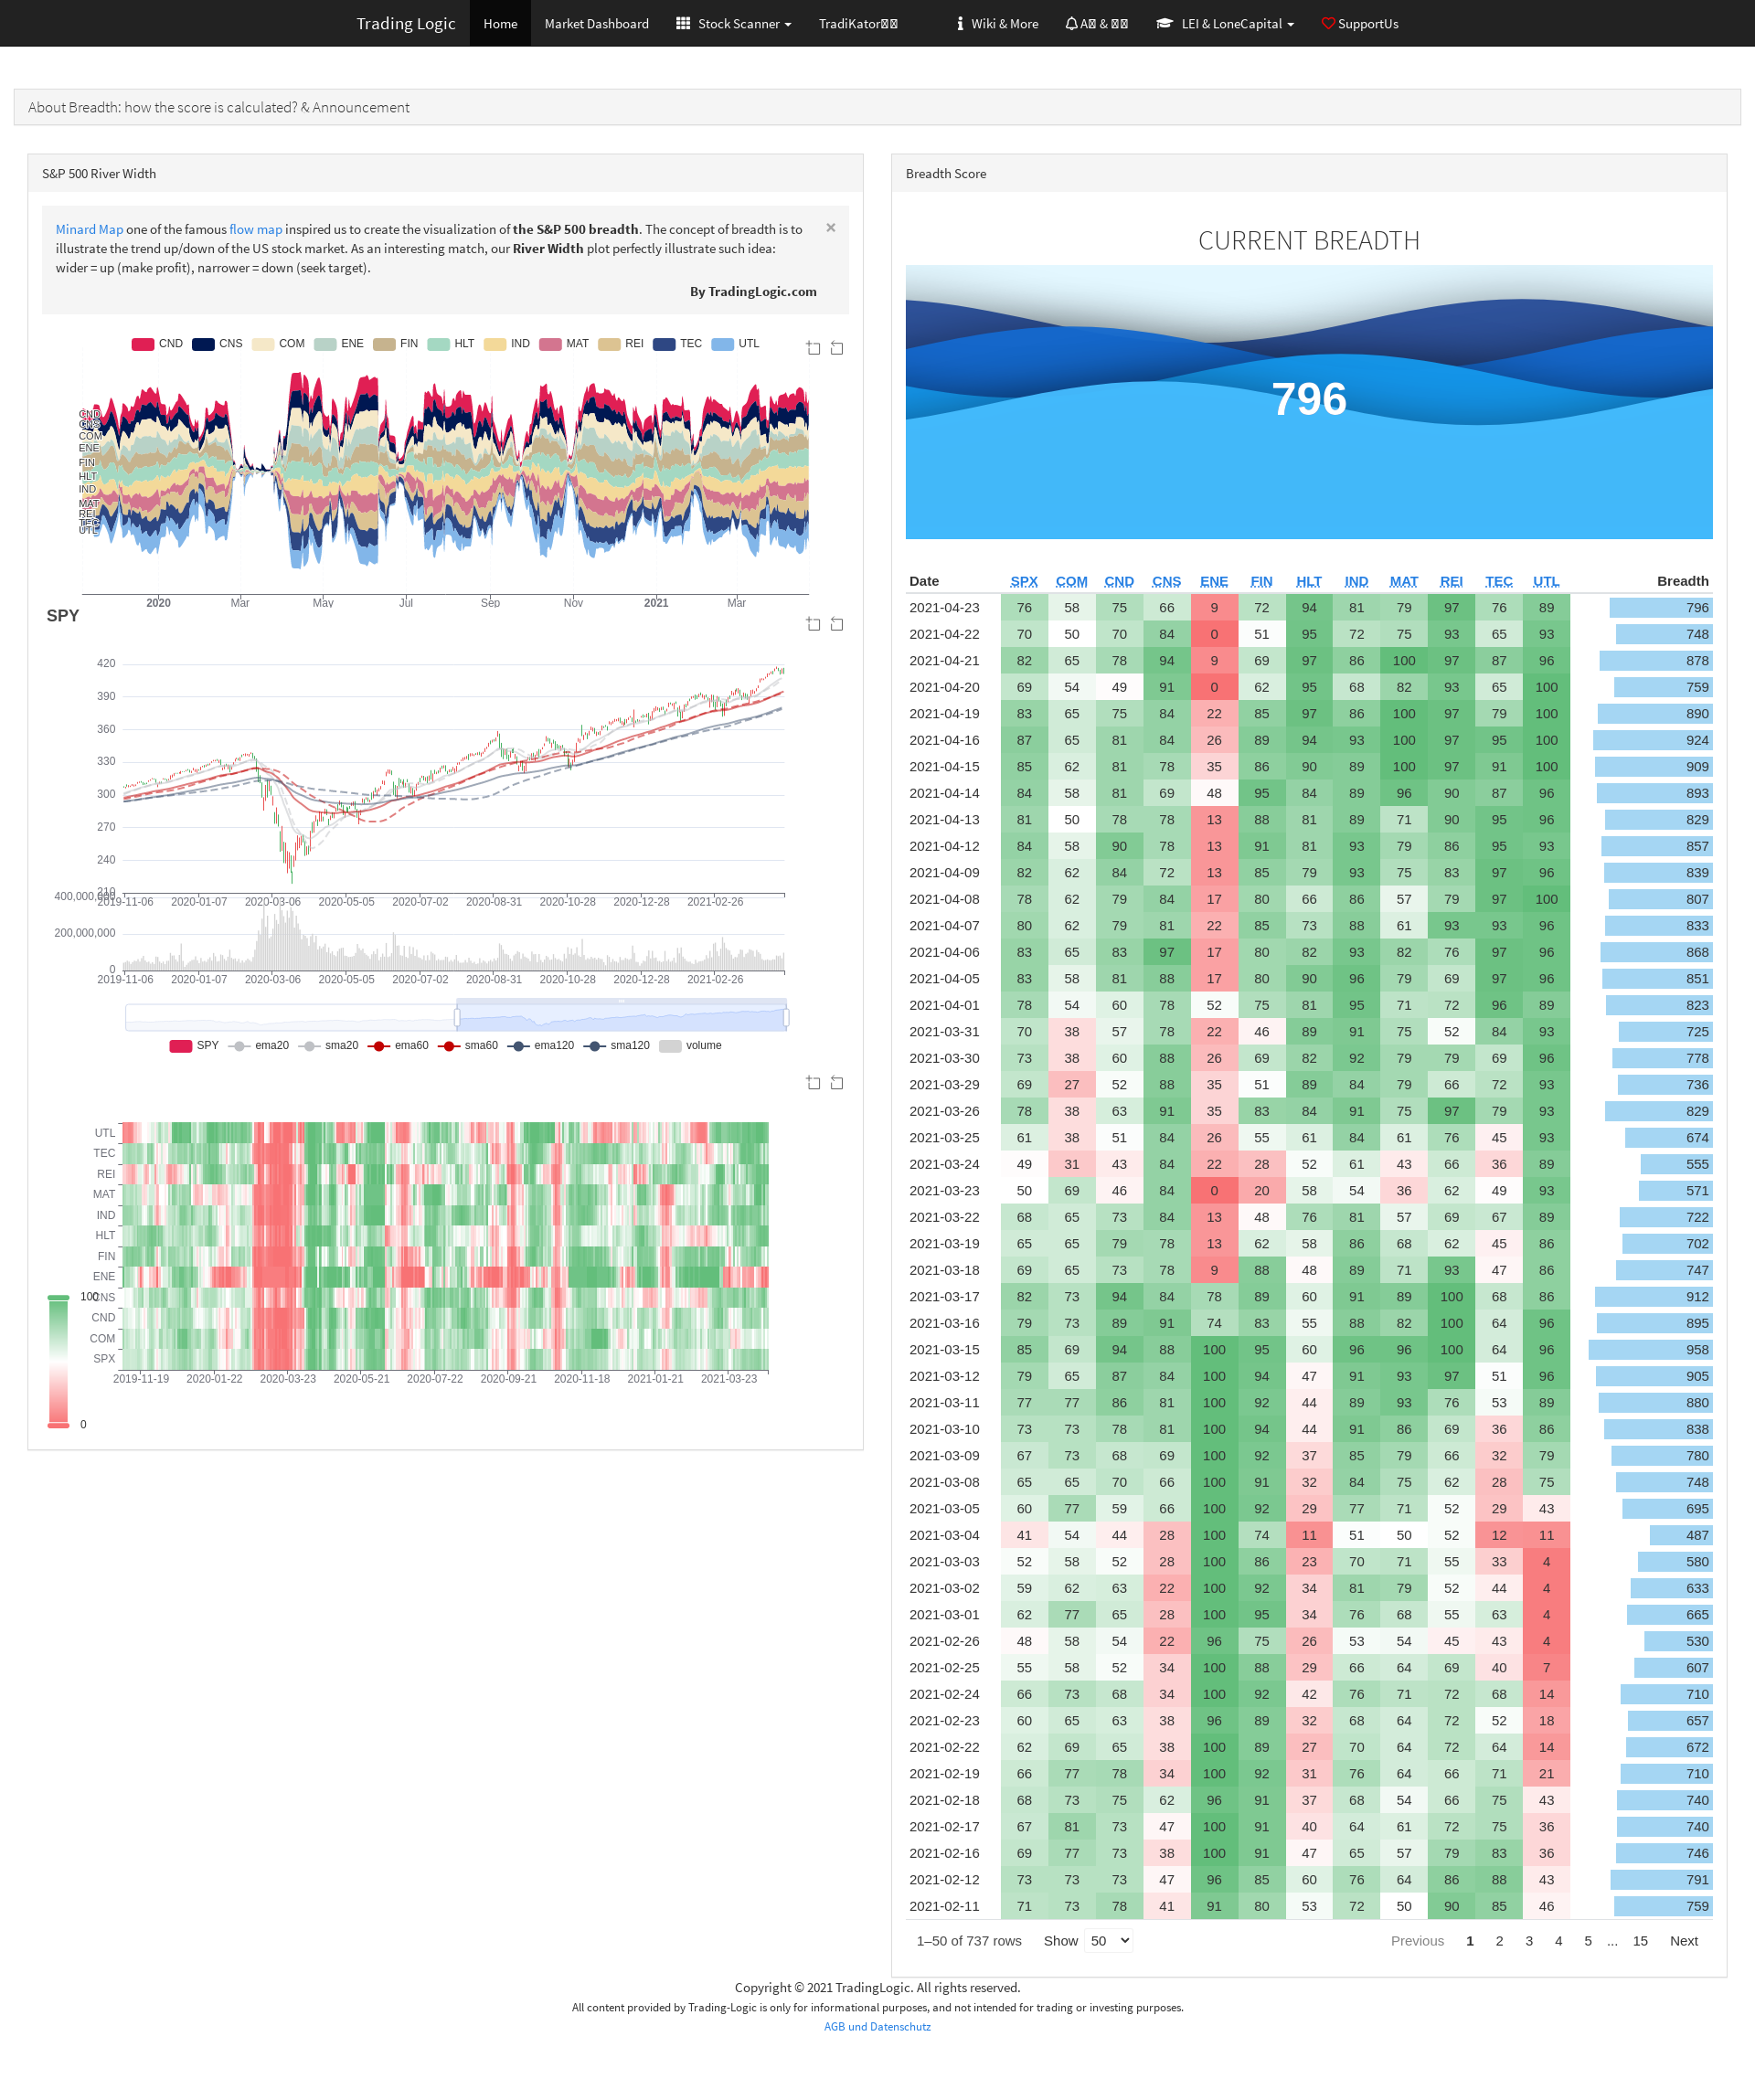 Trading Logic Home Market Dashboard Stock Scanner TradiKator Wiki & More A & LEI & LoneCapital SupportUs
About Breadth: how the score is calculated? & Announcement
S&P 500 River Width
Minard Map one of the famous flow map inspired us to create the visualization of the S&P 500 breadth. The concept of breadth is to
illustrate the trend up/down of the US stock market. As an interesting match, our River Width plot perfectly illustrate such idea:
wider = up (make profit), narrower = down (seek target).
×
By TradingLogic.com
CND CNS COM ENE FIN HLT IND MAT REI TEC UTL
CND
CNS
COM
ENE
FIN
HLT
IND
MAT
REI
TEC
UTL
2020 Mar May Jul Sep Nov 2021 Mar
SPY
420
390
360
330
300
270
240
210
2019-11-06 2020-01-07 2020-03-06 2020-05-05 2020-07-02 2020-08-31 2020-10-28 2020-12-28 2021-02-26
400,000,000
200,000,000
0
2019-11-06 2020-01-07 2020-03-06 2020-05-05 2020-07-02 2020-08-31 2020-10-28 2020-12-28 2021-02-26
SPY ema20 sma20 ema60 sma60 ema120 sma120 volume
UTL
TEC
REI
MAT
IND
HLT
FIN
ENE
CNS
CND
COM
SPX
2019-11-19 2020-01-22 2020-03-23 2020-05-21 2020-07-22 2020-09-21 2020-11-18 2021-01-21 2021-03-23
100
0
Breadth Score
CURRENT BREADTH
796
Date SPX COM CND CNS ENE FIN HLT IND MAT REI TEC UTL Breadth
2021-04-23 76 58 75 66 9 72 94 81 79 97 76 89 796
2021-04-22 70 50 70 84 0 51 95 72 75 93 65 93 748
2021-04-21 82 65 78 94 9 69 97 86 100 97 87 96 878
2021-04-20 69 54 49 91 0 62 95 68 82 93 65 100 759
2021-04-19 83 65 75 84 22 85 97 86 100 97 79 100 890
2021-04-16 87 65 81 84 26 89 94 93 100 97 95 100 924
2021-04-15 85 62 81 78 35 86 90 89 100 97 91 100 909
2021-04-14 84 58 81 69 48 95 84 89 96 90 87 96 893
2021-04-13 81 50 78 78 13 88 81 89 71 90 95 96 829
2021-04-12 84 58 90 78 13 91 81 93 79 86 95 93 857
2021-04-09 82 62 84 72 13 85 79 93 75 83 97 96 839
2021-04-08 78 62 79 84 17 80 66 86 57 79 97 100 807
2021-04-07 80 62 79 81 22 85 73 88 61 93 93 96 833
2021-04-06 83 65 83 97 17 80 82 93 82 76 97 96 868
2021-04-05 83 58 81 88 17 80 90 96 79 69 97 96 851
2021-04-01 78 54 60 78 52 75 81 95 71 72 96 89 823
2021-03-31 70 38 57 78 22 46 89 91 75 52 84 93 725
2021-03-30 73 38 60 88 26 69 82 92 79 79 69 96 778
2021-03-29 69 27 52 88 35 51 89 84 79 66 72 93 736
2021-03-26 78 38 63 91 35 83 84 91 75 97 79 93 829
2021-03-25 61 38 51 84 26 55 61 84 61 76 45 93 674
2021-03-24 49 31 43 84 22 28 52 61 43 66 36 89 555
2021-03-23 50 69 46 84 0 20 58 54 36 62 49 93 571
2021-03-22 68 65 73 84 13 48 76 81 57 69 67 89 722
2021-03-19 65 65 79 78 13 62 58 86 68 62 45 86 702
2021-03-18 69 65 73 78 9 88 48 89 71 93 47 86 747
2021-03-17 82 73 94 84 78 89 60 91 89 100 68 86 912
2021-03-16 79 73 89 91 74 83 55 88 82 100 64 96 895
2021-03-15 85 69 94 88 100 95 60 96 96 100 64 96 958
2021-03-12 79 65 87 84 100 94 47 91 93 97 51 96 905
2021-03-11 77 77 86 81 100 92 44 89 93 76 53 89 880
2021-03-10 73 73 78 81 100 94 44 91 86 69 36 86 838
2021-03-09 67 73 68 69 100 92 37 85 79 66 32 79 780
2021-03-08 65 65 70 66 100 91 32 84 75 62 28 75 748
2021-03-05 60 77 59 66 100 92 29 77 71 52 29 43 695
2021-03-04 41 54 44 28 100 74 11 51 50 52 12 11 487
2021-03-03 52 58 52 28 100 86 23 70 71 55 33 4 580
2021-03-02 59 62 63 22 100 92 34 81 79 52 44 4 633
2021-03-01 62 77 65 28 100 95 34 76 68 55 63 4 665
2021-02-26 48 58 54 22 96 75 26 53 54 45 43 4 530
2021-02-25 55 58 52 34 100 88 29 66 64 69 40 7 607
2021-02-24 66 73 68 34 100 92 42 76 71 72 68 14 710
2021-02-23 60 65 63 38 96 89 32 68 64 72 52 18 657
2021-02-22 62 69 65 38 100 89 27 70 64 72 64 14 672
2021-02-19 66 77 78 34 100 92 31 76 64 66 71 21 710
2021-02-18 68 73 75 62 96 91 37 68 54 66 75 43 740
2021-02-17 67 81 73 47 100 91 40 64 61 72 75 36 740
2021-02-16 69 77 73 38 100 91 47 65 57 79 83 36 746
2021-02-12 73 73 73 47 96 85 60 76 64 86 88 43 791
2021-02-11 71 73 78 41 91 80 53 72 50 90 85 46 759
1–50 of 737 rows Show 50 Previous 1 2 3 4 5 ... 15 Next
Copyright © 2021 TradingLogic. All rights reserved.
All content provided by Trading-Logic is only for informational purposes, and not intended for trading or investing purposes.
AGB und Datenschutz